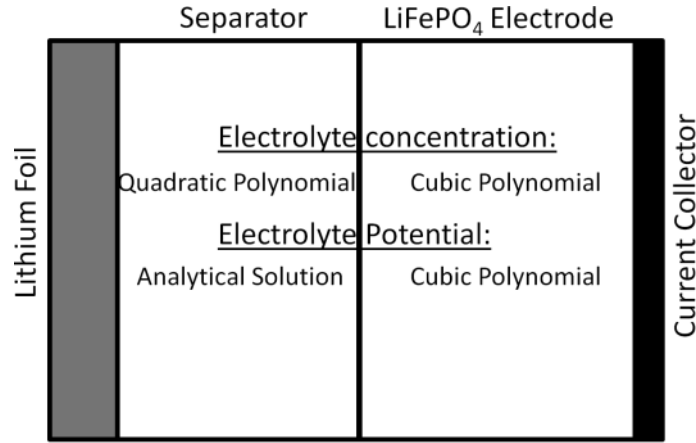 Separator
LiFePO₄ Electrode
Lithium Foil
Electrolyte concentration:
Quadratic Polynomial
Cubic Polynomial
Electrolyte Potential:
Analytical Solution
Cubic Polynomial
Current Collector